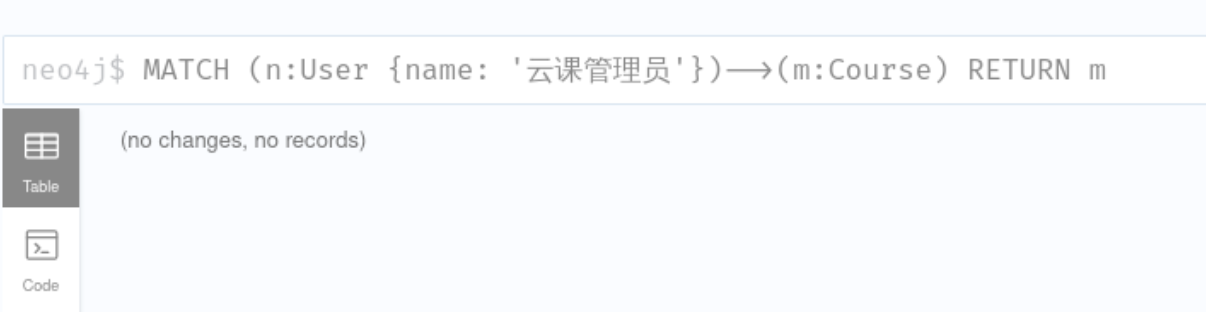 neo4j$ MATCH (n:User {name: '云课管理员'})-->(m:Course) RETURN m
(no changes, no records)
Table
Code